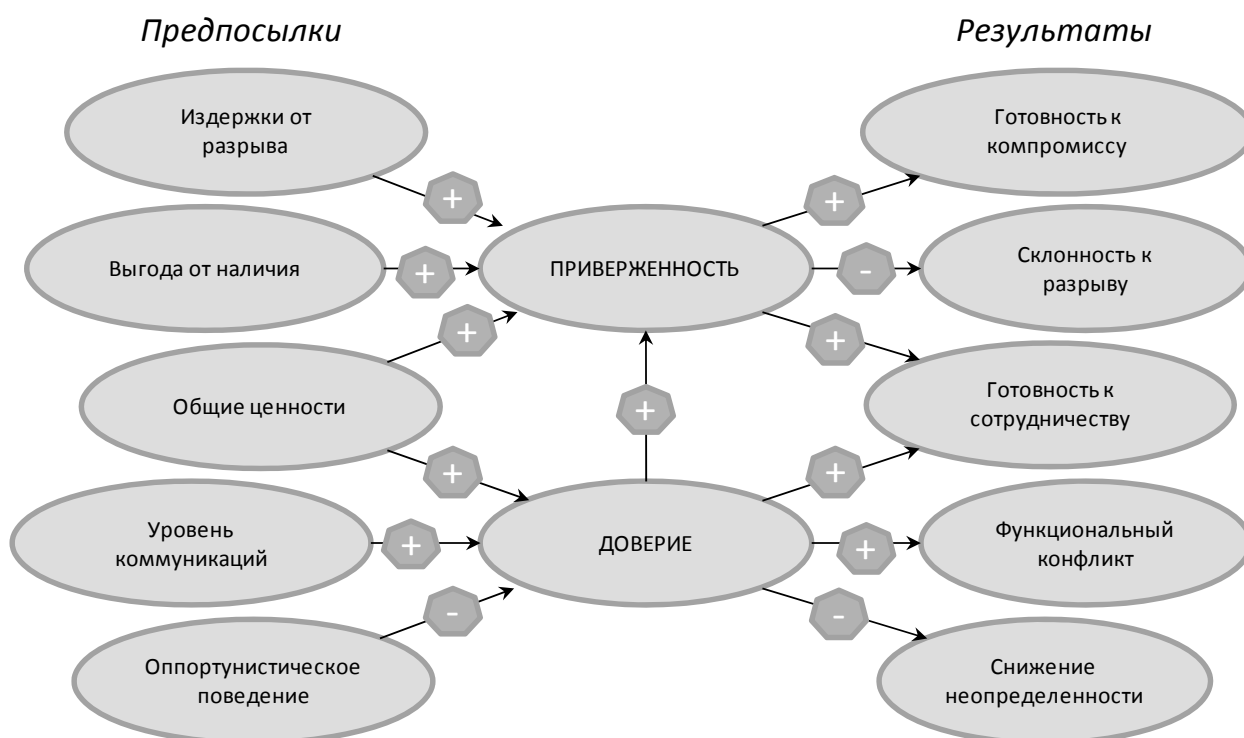 Предпосылки
Результаты
Издержки от
разрыва
+
Готовность к
компромиссу
+
Выгода от наличия
+
ПРИВЕРЖЕННОСТЬ
-
Склонность к
разрыву
+
+
Общие ценности
+
Готовность к
сотрудничеству
+
+
Уровень
коммуникаций
+
ДОВЕРИЕ
+
Функциональный
конфликт
-
-
Оппортунистическое
поведение
Снижение
неопределенности